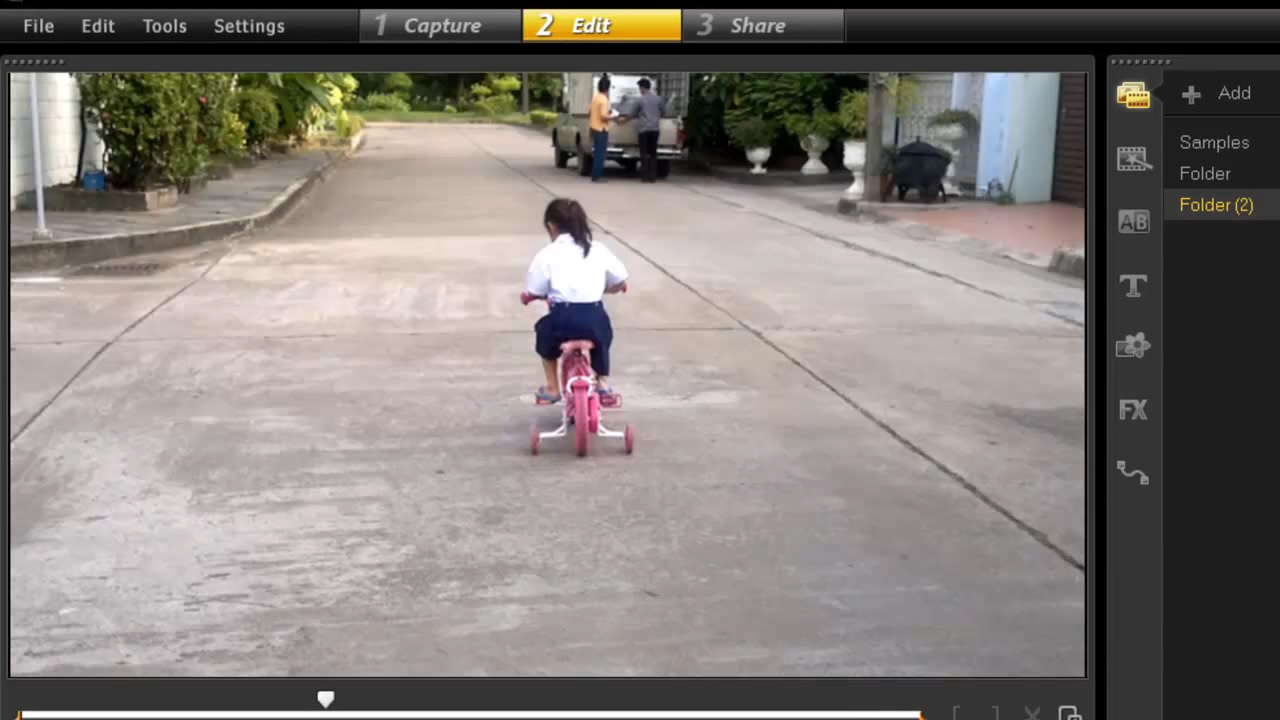 File Edit Tools Settings 1 Capture 2 Edit 3 Share
Add
Samples
Folder
Folder (2)
AB
T
FX